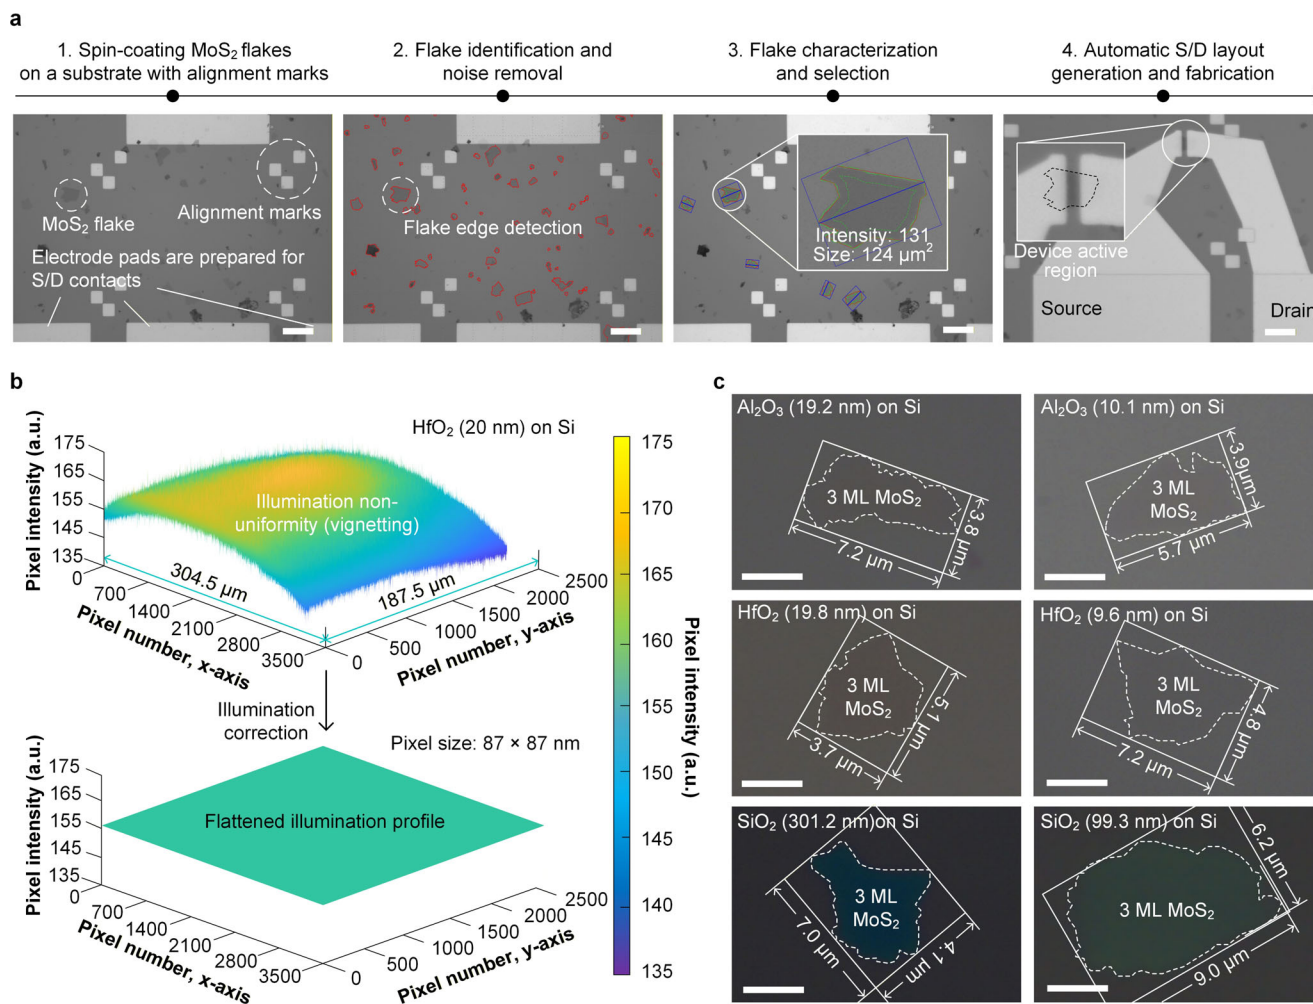 a
1. Spin-coating MoS₂ flakes
on a substrate with alignment marks
2. Flake identification and
noise removal
3. Flake characterization
and selection
4. Automatic S/D layout
generation and fabrication
MoS₂ flake
Alignment marks
Electrode pads are prepared for
S/D contacts
Flake edge detection
Intensity: 131
Size: 124 µm²
Device active
region
Source
Drain
b
HfO₂ (20 nm) on Si
Pixel intensity (a.u.)
175
165
155
145
135
Illumination non-
uniformity (vignetting)
304.5 µm
187.5 µm
0
700
1400
2100
2800
3500
Pixel number, x-axis
0
500
1000
1500
2000
2500
Pixel number, y-axis
Illumination
correction
Pixel size: 87 × 87 nm
Pixel intensity (a.u.)
175
165
155
145
135
Flattened illumination profile
0
700
1400
2100
2800
3500
Pixel number, x-axis
0
500
1000
1500
2000
2500
Pixel number, y-axis
175
170
165
160
155
150
145
140
135
Pixel intensity (a.u.)
c
Al₂O₃ (19.2 nm) on Si
3 ML MoS₂
7.2 µm
3.8 µm
Al₂O₃ (10.1 nm) on Si
3 ML
MoS₂
5.7 µm
3.9µm
HfO₂ (19.8 nm) on Si
3 ML
MoS₂
3.7 µm
5.1 µm
HfO₂ (9.6 nm) on Si
3 ML
MoS₂
7.2 µm
4.8 µm
SiO₂ (301.2 nm)on Si
3 ML
MoS₂
7.0 µm
4.1 µm
SiO₂ (99.3 nm) on Si
3 ML MoS₂
9.0 µm
6.2 µm